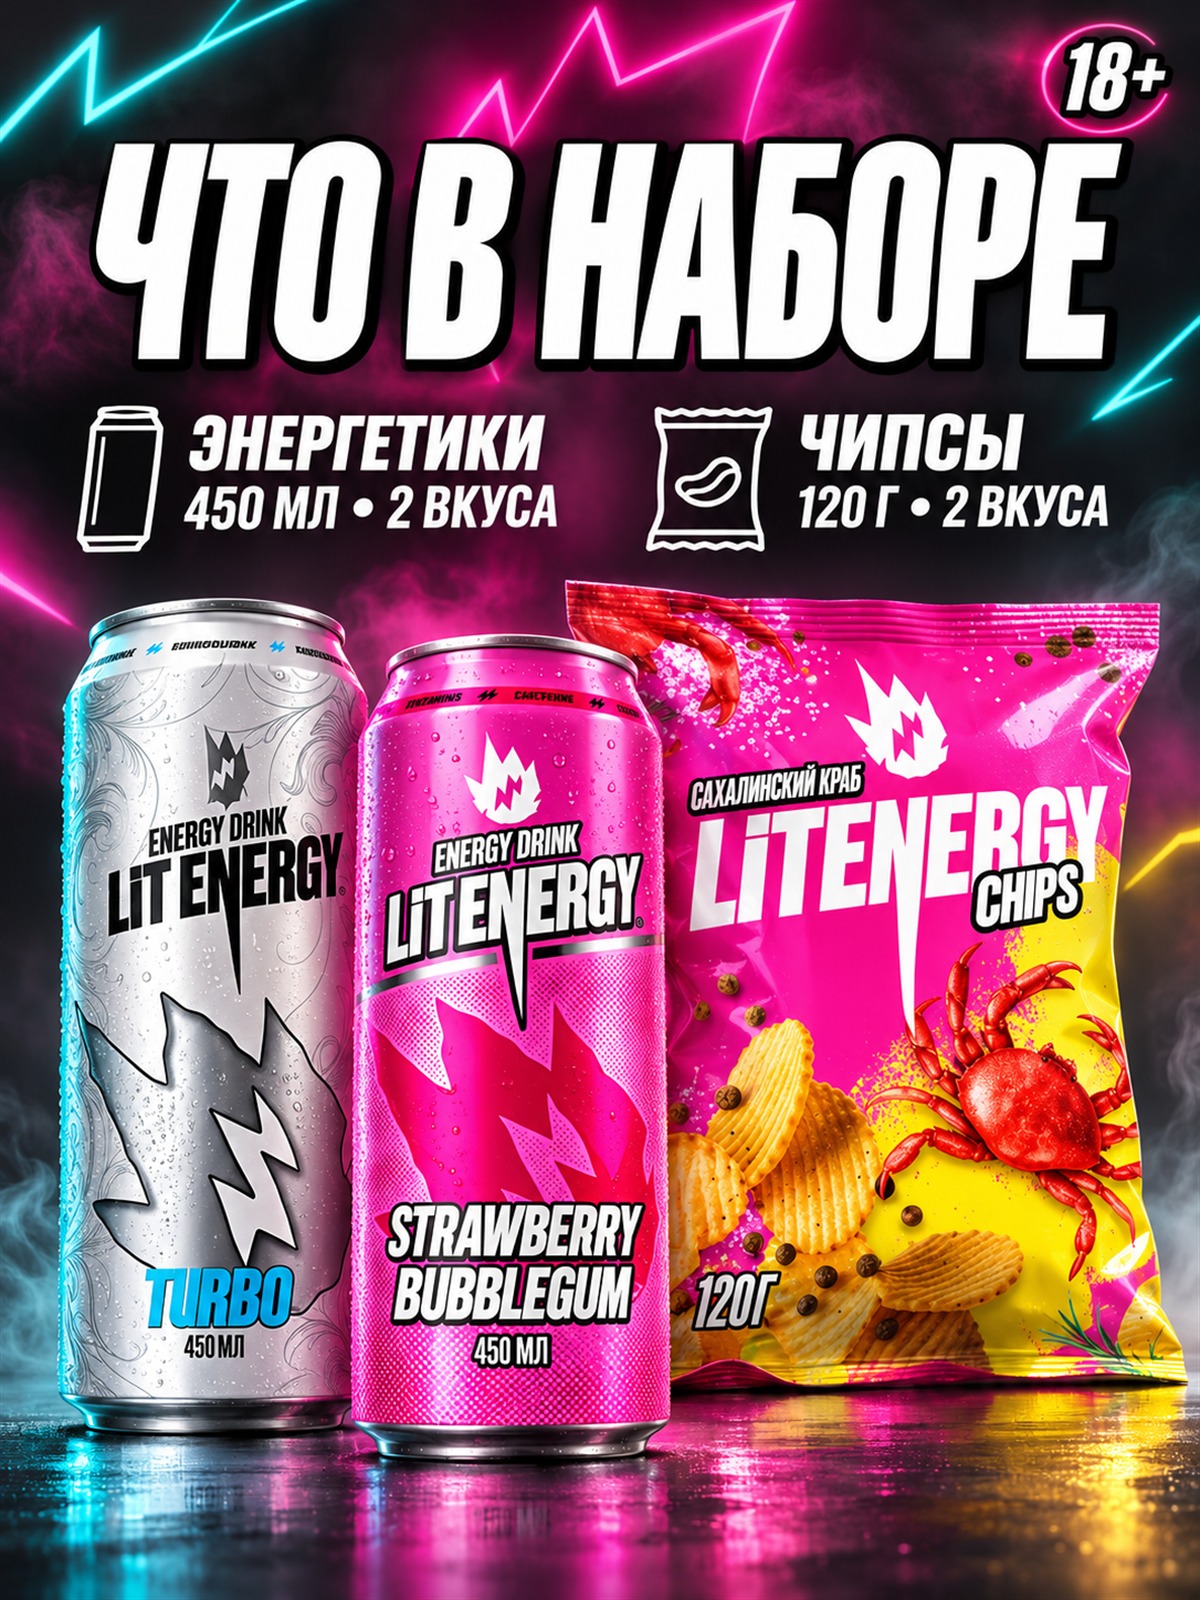 18+
ЧТО В НАБОРЕ
ЭНЕРГЕТИКИ
450 МЛ • 2 ВКУСА
ЧИПСЫ
120 Г • 2 ВКУСА
ENERGY DRINK
LiT ENERGY
TURBO
450 МЛ
ENERGY DRINK
LiT ENERGY
STRAWBERRY
BUBBLEGUM
450 МЛ
САХАЛИНСКИЙ КРАБ
LiTENERGY
CHIPS
120Г